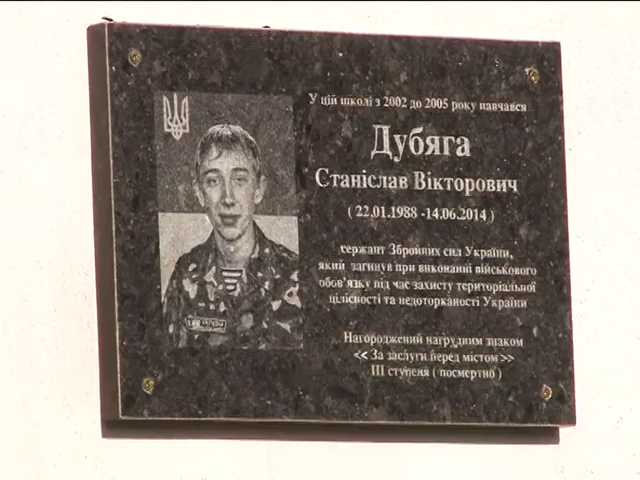 У цій школі з 2002 до 2005 року навчався
Дубяга
Станіслав Вікторович
( 22.01.1988 -14.06.2014 )
сержант Збройних сил України,
який загинув при виконанні військового
обов'язку під час захисту територіальної
цілісності та недоторканості України
Нагороджений нагрудним знаком
<< За заслуги перед містом >>
III ступеня ( посмертно )